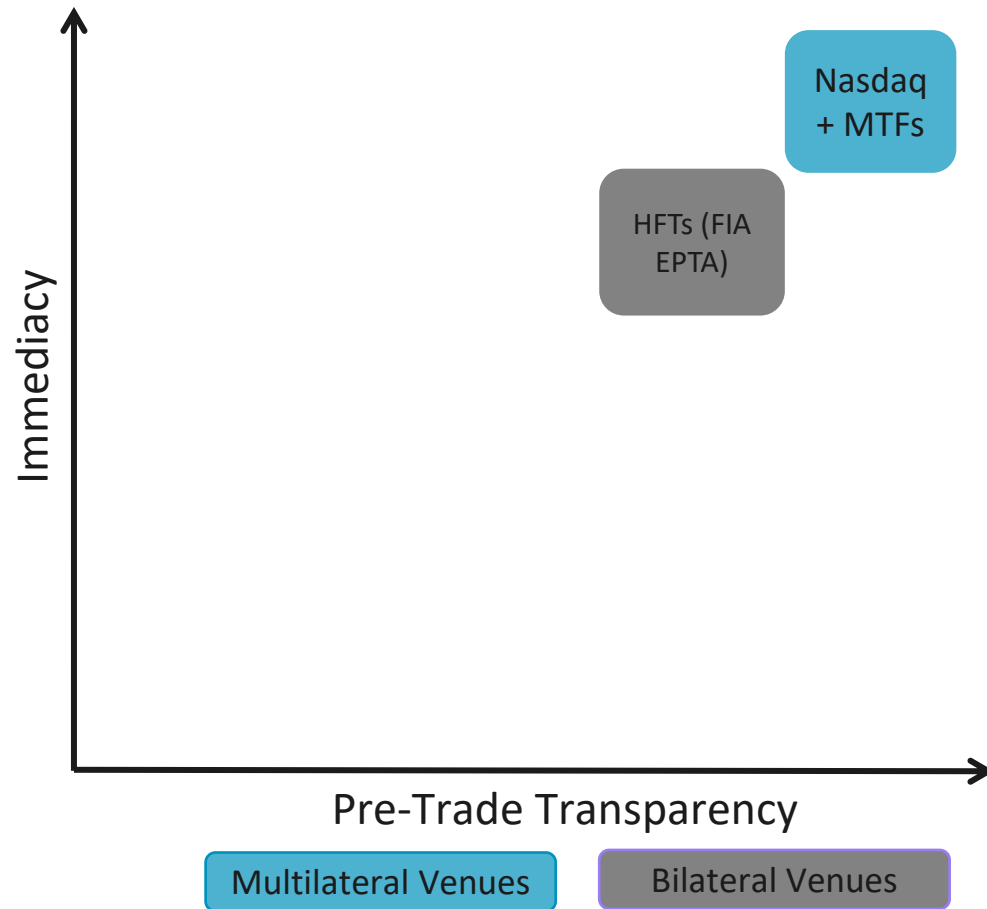 Immediacy
Nasdaq
+ MTFs
HFTs (FIA
EPTA)
Pre-Trade Transparency
Multilateral Venues
Bilateral Venues